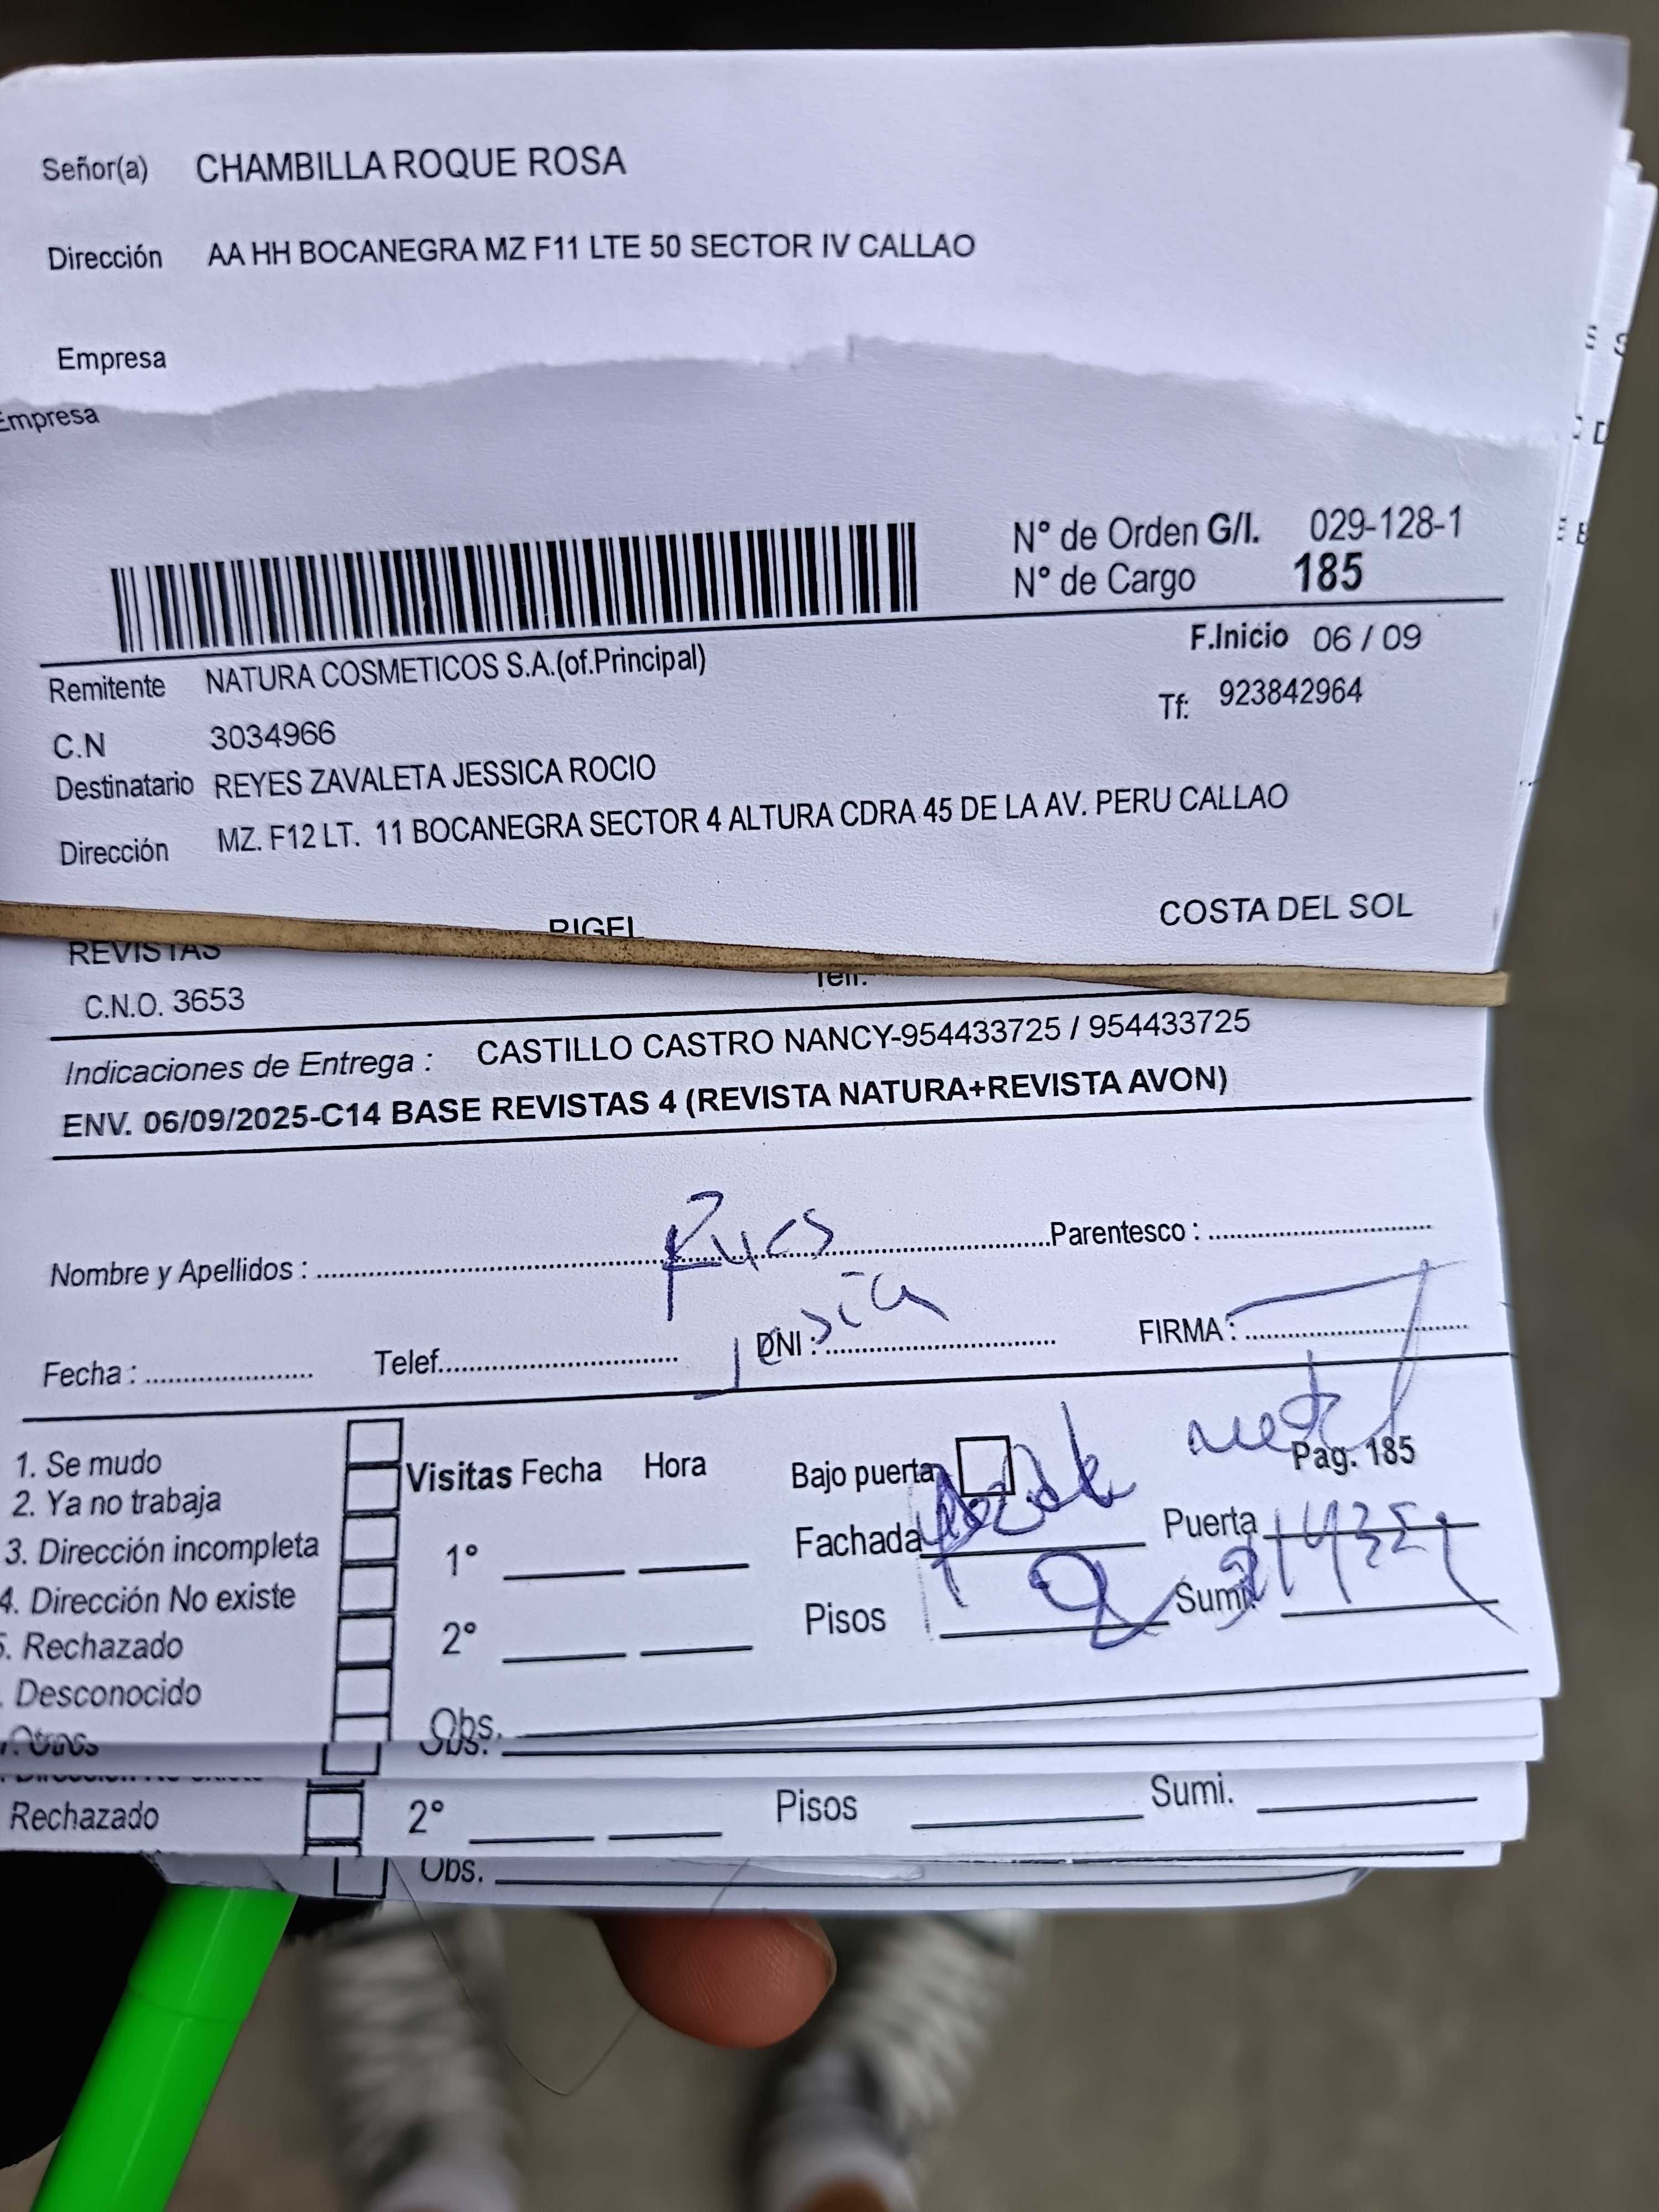 Señor(a) CHAMBILLA ROQUE ROSA
Dirección AA HH BOCANEGRA MZ F11 LTE 50 SECTOR IV CALLAO
Empresa
Empresa
N° de Orden G/I. 029-128-1
N° de Cargo 185
F.Inicio 06 / 09
Remitente NATURA COSMETICOS S.A.(of.Principal)
Tf: 923842964
C.N 3034966
Destinatario REYES ZAVALETA JESSICA ROCIO
Dirección MZ. F12 LT. 11 BOCANEGRA SECTOR 4 ALTURA CDRA 45 DE LA AV. PERU CALLAO
RIGEL COSTA DEL SOL
REVISTAS
Telf.
C.N.O. 3653
Indicaciones de Entrega : CASTILLO CASTRO NANCY-954433725 / 954433725
ENV. 06/09/2025-C14 BASE REVISTAS 4 (REVISTA NATURA+REVISTA AVON)
Nombre y Apellidos : Parentesco :
Fecha : Telef. DNI : FIRMA :
1. Se mudo
2. Ya no trabaja
3. Dirección incompleta
4. Dirección No existe
5. Rechazado
. Desconocido
. Otros
Visitas Fecha Hora
1°
2°
Obs.
Obs.
Bajo puerta
Pag. 185
Fachada Puerta
Pisos Sumi.
Rechazado 2° Pisos Sumi.
Obs.